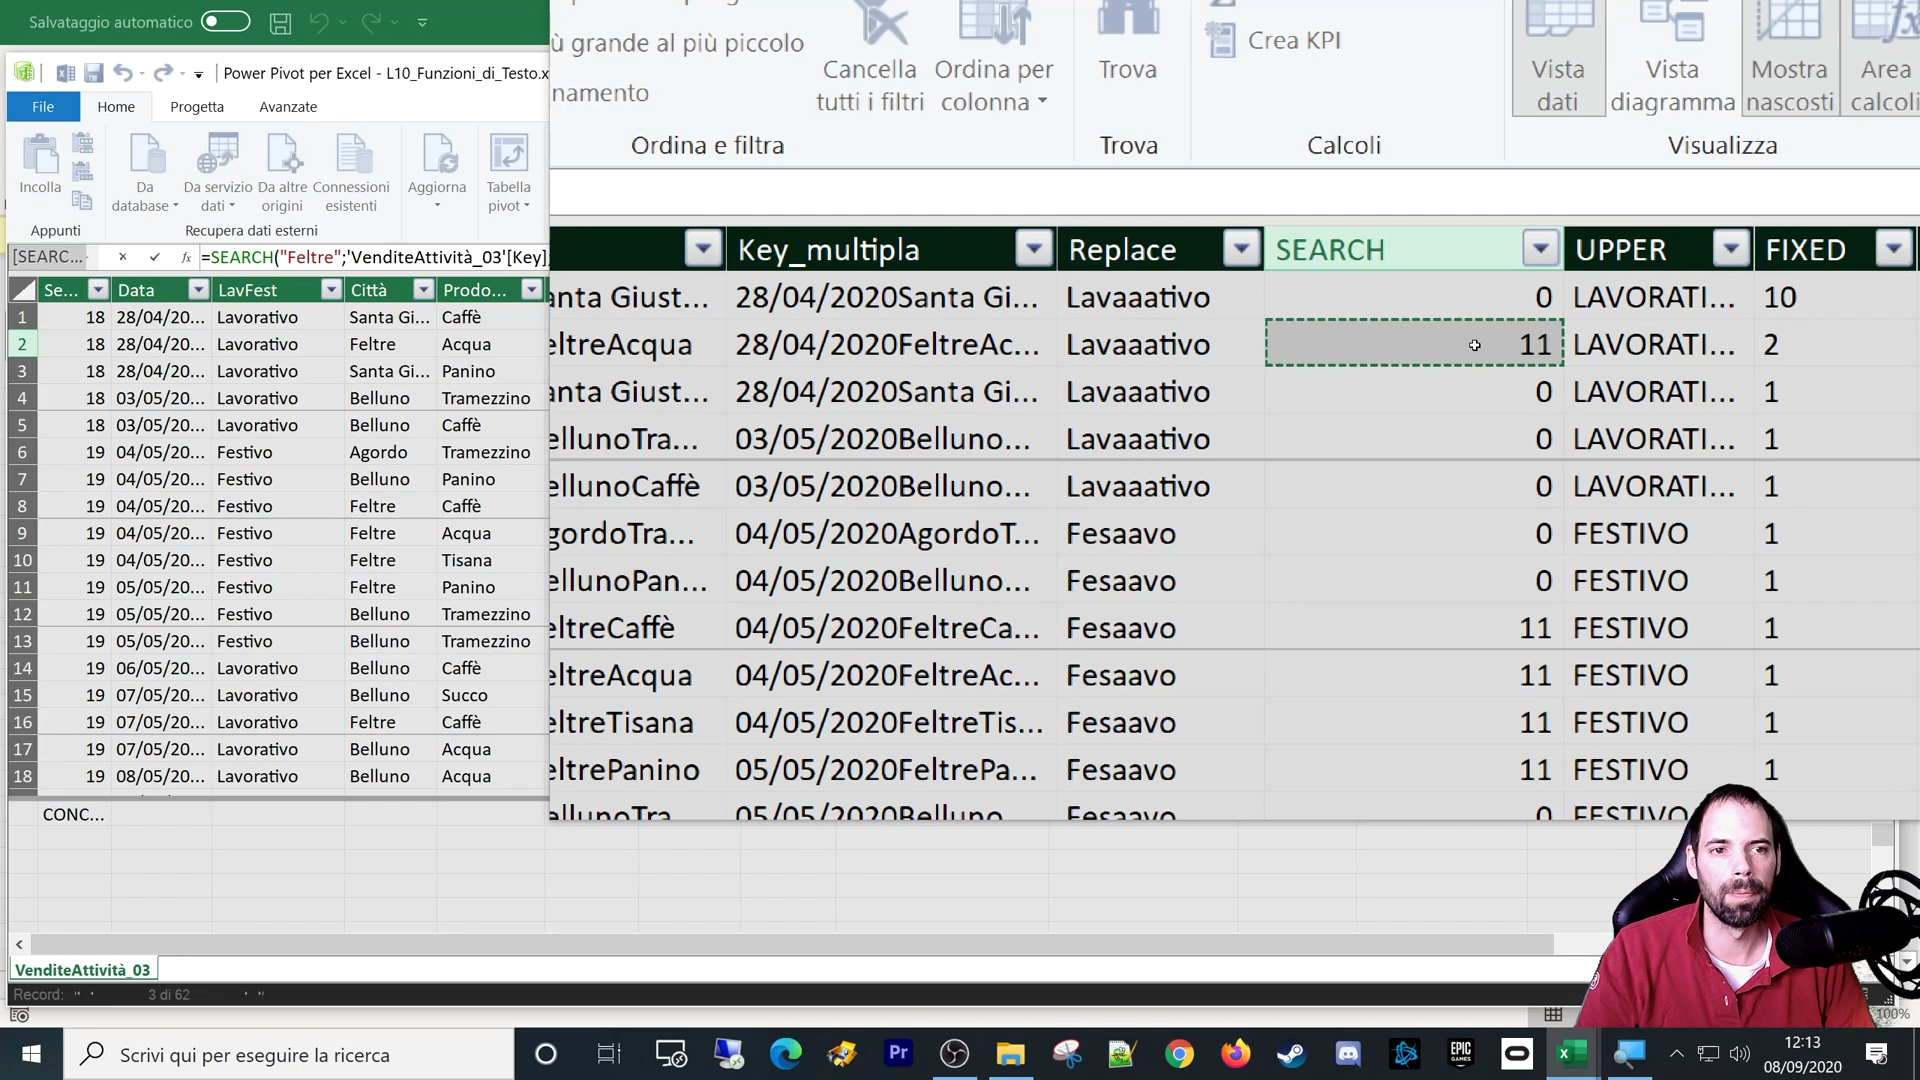 Salvataggio automatico
Power Pivot per Excel - L10_Funzioni_di_Testo.x
File Home Progetta Avanzate
Incolla
Da database
Da servizio dati
Da altre origini
Connessioni esistenti
Aggiorna
Tabella pivot
Appunti
Recupera dati esterni
ù grande al più piccolo
namento
Cancella tutti i filtri
Ordina per colonna
Trova
Crea KPI
Vista dati
Vista diagramma
Mostra nascosti
Area calcoli
Ordina e filtra
Trova
Calcoli
Visualizza
[SEARC... =SEARCH("Feltre";'VenditeAttività_03'[Key]
Se... Data LavFest Città Prodo...
1 18 28/04/20... Lavorativo Santa Gi... Caffè
2 18 28/04/20... Lavorativo Feltre Acqua
3 18 28/04/20... Lavorativo Santa Gi... Panino
4 18 03/05/20... Lavorativo Belluno Tramezzino
5 18 03/05/20... Lavorativo Belluno Caffè
6 19 04/05/20... Festivo Agordo Tramezzino
7 19 04/05/20... Festivo Belluno Panino
8 19 04/05/20... Festivo Feltre Caffè
9 19 04/05/20... Festivo Feltre Acqua
10 19 04/05/20... Festivo Feltre Tisana
11 19 05/05/20... Festivo Feltre Panino
12 19 05/05/20... Festivo Belluno Tramezzino
13 19 05/05/20... Festivo Belluno Tramezzino
14 19 06/05/20... Lavorativo Belluno Caffè
15 19 07/05/20... Lavorativo Belluno Succo
16 19 07/05/20... Lavorativo Feltre Caffè
17 19 07/05/20... Lavorativo Belluno Acqua
18 19 08/05/20... Lavorativo Belluno Acqua
CONC...
Key_multipla Replace SEARCH UPPER FIXED
anta Giust... 28/04/2020Santa Gi... Lavaaativo 0 LAVORATI... 10
eltreAcqua 28/04/2020FeltreAc... Lavaaativo 11 LAVORATI... 2
anta Giust... 28/04/2020Santa Gi... Lavaaativo 0 LAVORATI... 1
ellunoTra... 03/05/2020Belluno... Lavaaativo 0 LAVORATI... 1
ellunoCaffè 03/05/2020Belluno... Lavaaativo 0 LAVORATI... 1
gordoTra... 04/05/2020AgordoT... Fesaavo 0 FESTIVO 1
ellunoPan... 04/05/2020Belluno... Fesaavo 0 FESTIVO 1
eltreCaffè 04/05/2020FeltreCa... Fesaavo 11 FESTIVO 1
eltreAcqua 04/05/2020FeltreAc... Fesaavo 11 FESTIVO 1
eltreTisana 04/05/2020FeltreTis... Fesaavo 11 FESTIVO 1
eltrePanino 05/05/2020FeltrePa... Fesaavo 11 FESTIVO 1
ellunoTra 05/05/2020Belluno 0 FESTIVO
VenditeAttività_03
Record: 3 di 62
100%
Scrivi qui per eseguire la ricerca
Pr
EPIC GAMES
12:13
08/09/2020